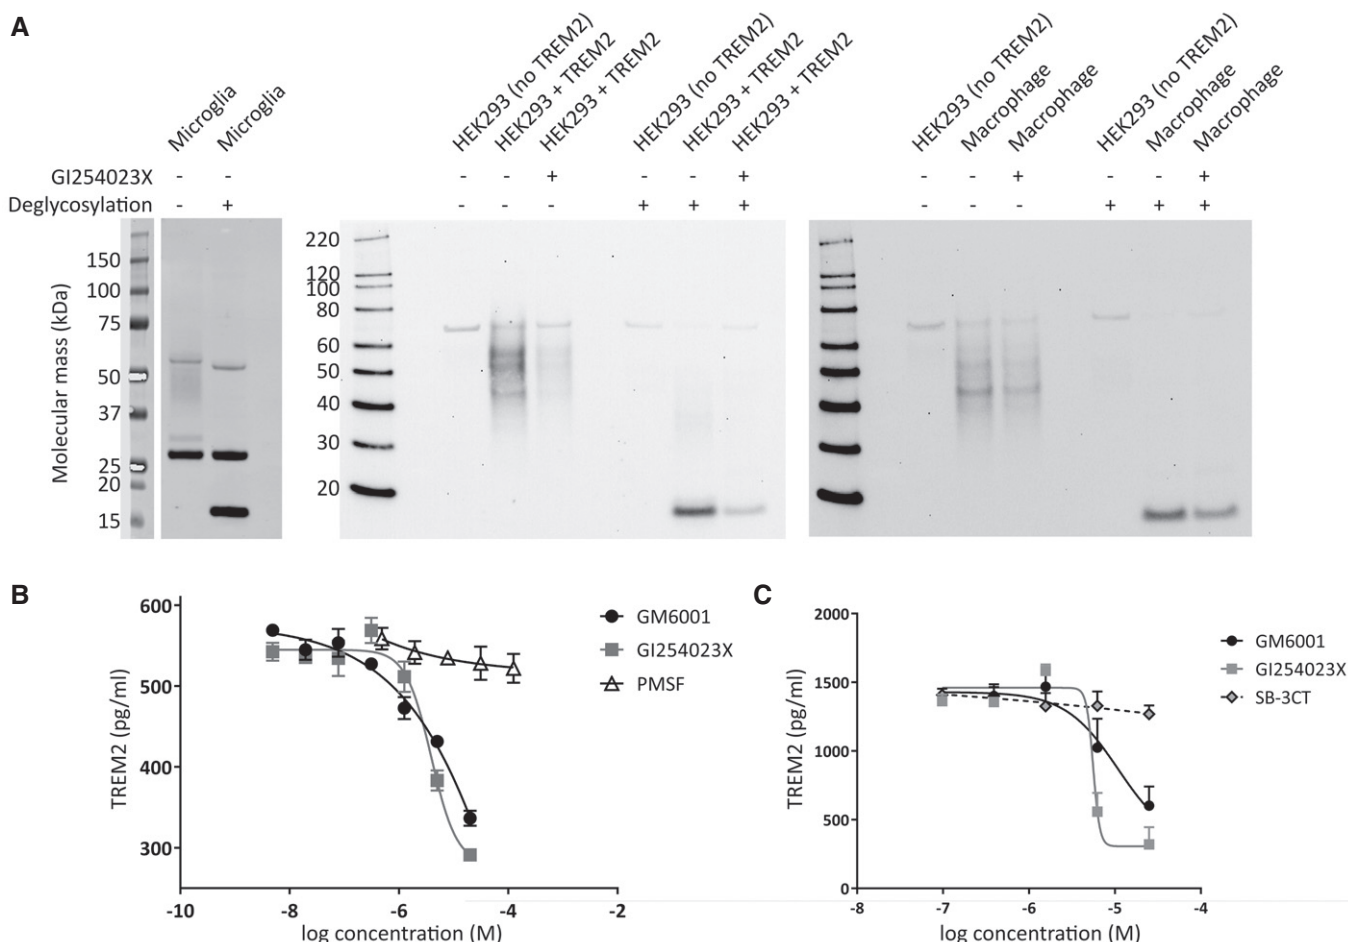 A
Microglia
Microglia
HEK293 (no TREM2)
HEK293 + TREM2
HEK293 + TREM2
HEK293 (no TREM2)
HEK293 + TREM2
HEK293 + TREM2
HEK293 (no TREM2)
Macrophage
Macrophage
HEK293 (no TREM2)
Macrophage
Macrophage
GI254023X - - - - + - - + - - + - - +
Deglycosylation - + - - - + + + - - - + + +
Molecular mass (kDa)
150
100
75
50
37
25
20
15
220
120
100
80
60
50
40
30
20
B
TREM2 (pg/ml)
600
500
400
300
-10 -8 -6 -4 -2
log concentration (M)
GM6001
GI254023X
PMSF
C
TREM2 (pg/ml)
2000
1500
1000
500
0
-8 -7 -6 -5 -4
log concentration (M)
GM6001
GI254023X
SB-3CT